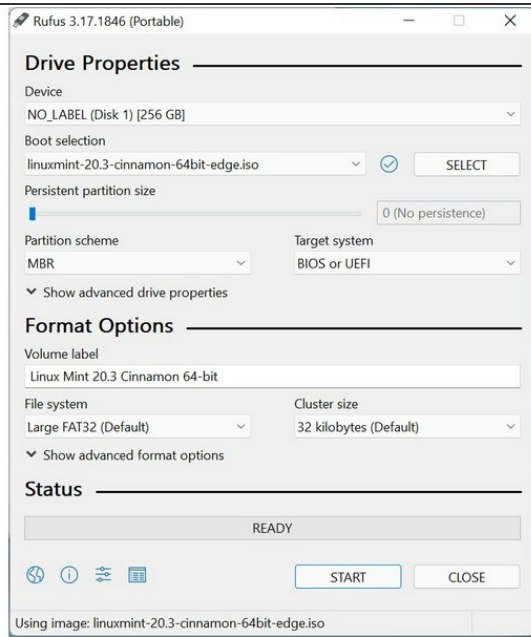 Rufus 3.17.1846 (Portable)
Drive Properties
Device
NO_LABEL (Disk 1) [256 GB]
Boot selection
linuxmint-20.3-cinnamon-64bit-edge.iso
SELECT
Persistent partition size
0 (No persistence)
Partition scheme
Target system
MBR
BIOS or UEFI
Show advanced drive properties
Format Options
Volume label
Linux Mint 20.3 Cinnamon 64-bit
File system
Cluster size
Large FAT32 (Default)
32 kilobytes (Default)
Show advanced format options
Status
READY
START
CLOSE
Using image: linuxmint-20.3-cinnamon-64bit-edge.iso